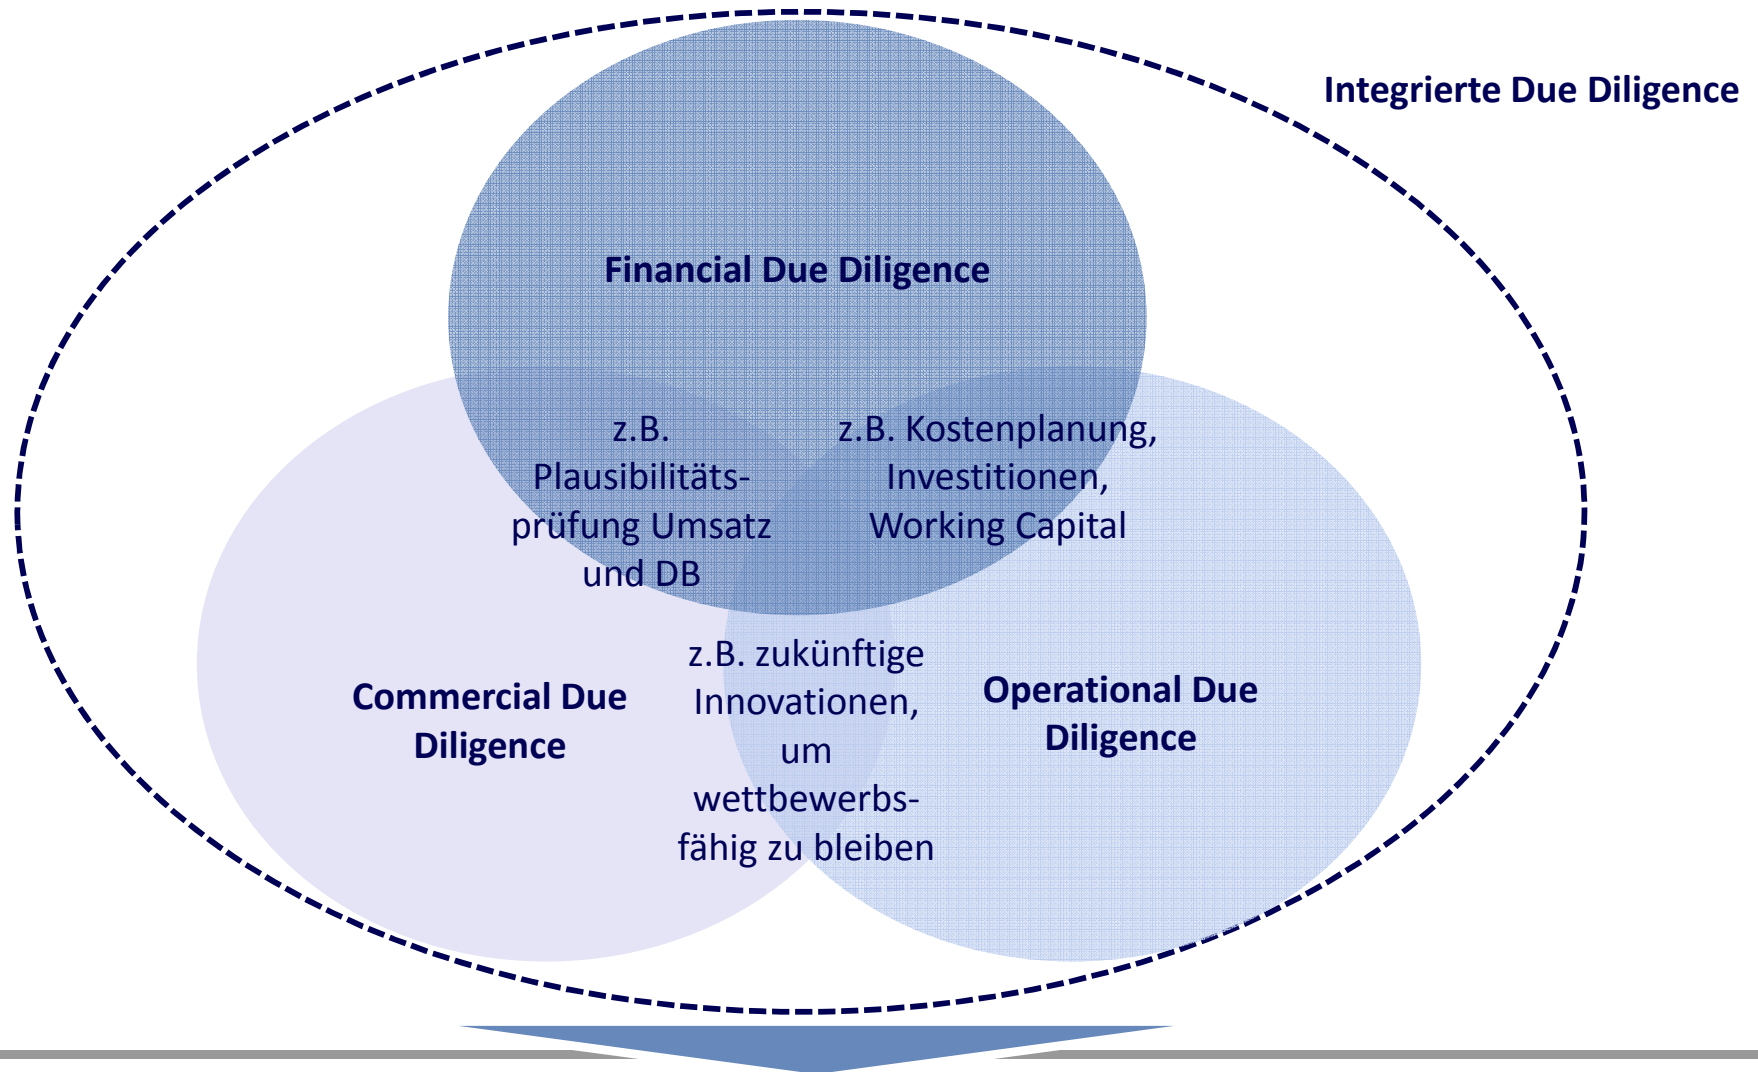 Integrierte Due Diligence
Financial Due Diligence
z.B.
Plausibilitäts-
prüfung Umsatz
und DB
z.B. Kostenplanung,
Investitionen,
Working Capital
Commercial Due
Diligence
z.B. zukünftige
Innovationen,
um
wettbewerbs-
fähig zu bleiben
Operational Due
Diligence